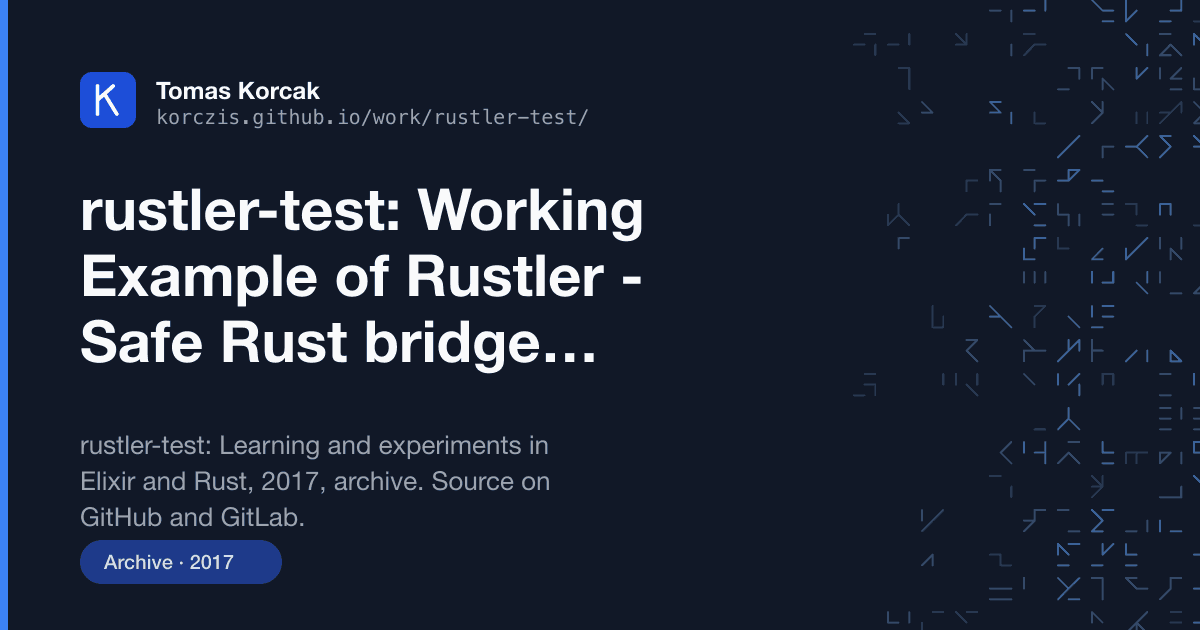 K
Tomas Korcak
korczis.github.io/work/rustler-test/
rustler-test: Working
Example of Rustler -
Safe Rust bridge…
rustler-test: Learning and experiments in
Elixir and Rust, 2017, archive. Source on
GitHub and GitLab.
Archive · 2017